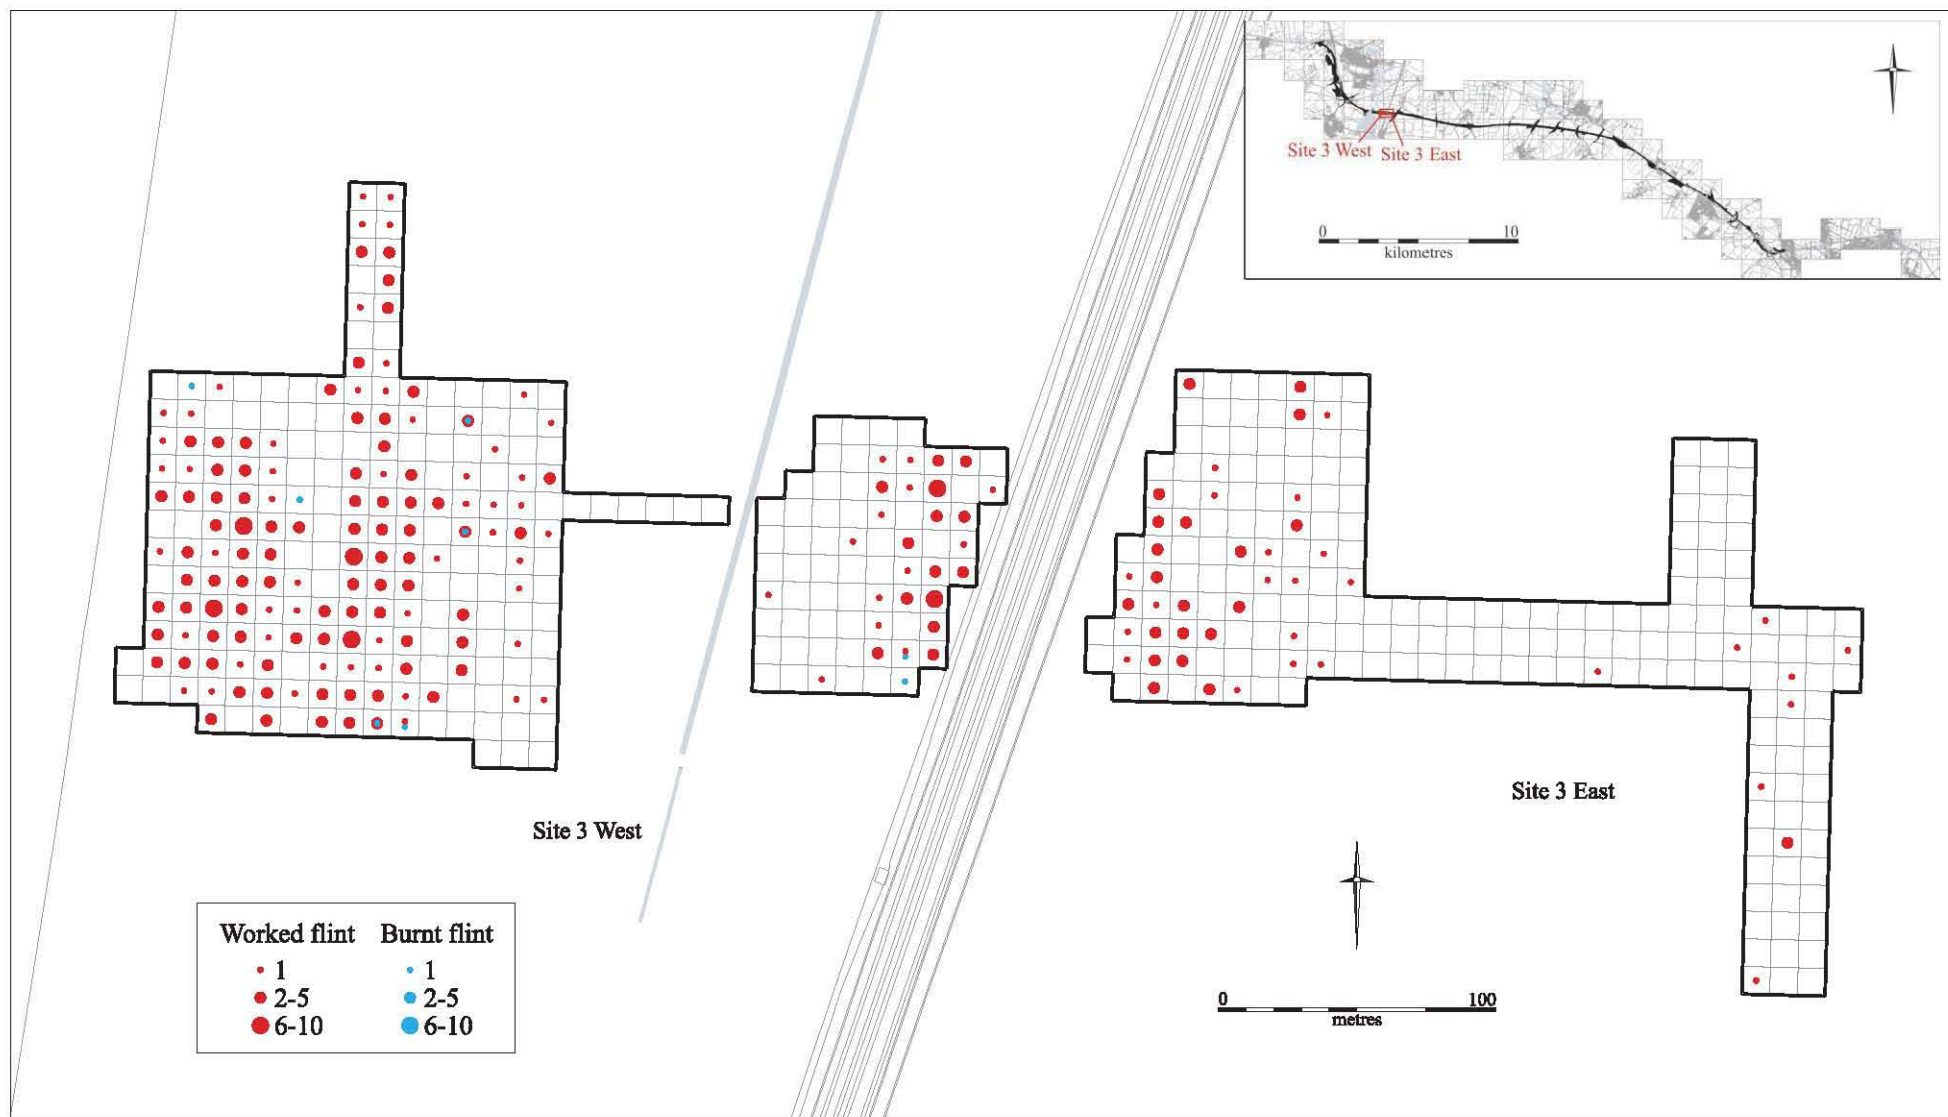 Site 3 West Site 3 East
0 10
kilometres
Site 3 East
Site 3 West
Worked flint Burnt flint
1 1
2-5 2-5
6-10 6-10
0 100
metres